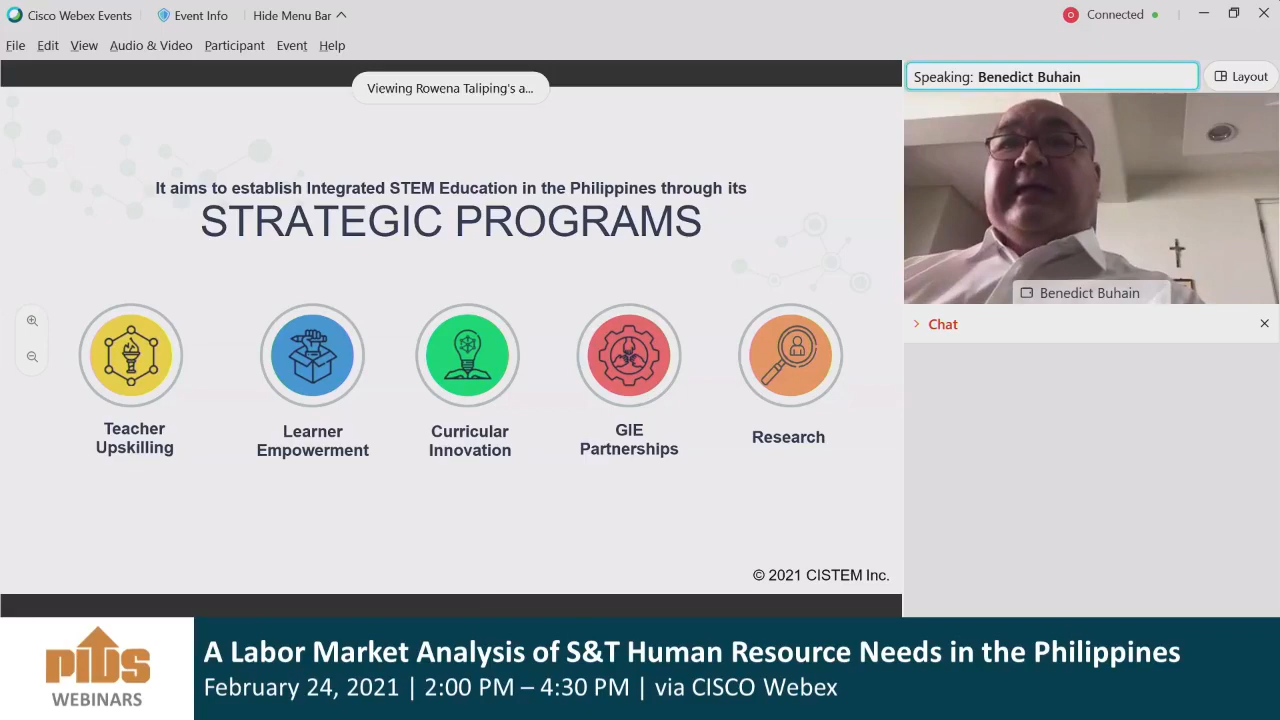 Cisco Webex Events
Event Info
Hide Menu Bar
Connected
File Edit View Audio & Video Participant Event Help
Viewing Rowena Taliping's a...
Speaking: Benedict Buhain
Layout
It aims to establish Integrated STEM Education in the Philippines through its
STRATEGIC PROGRAMS
Benedict Buhain
Chat
Teacher
Upskilling
Learner
Empowerment
Curricular
Innovation
GIE
Partnerships
Research
© 2021 CISTEM Inc.
PIDS
WEBINARS
A Labor Market Analysis of S&T Human Resource Needs in the Philippines
February 24, 2021 | 2:00 PM – 4:30 PM | via CISCO Webex